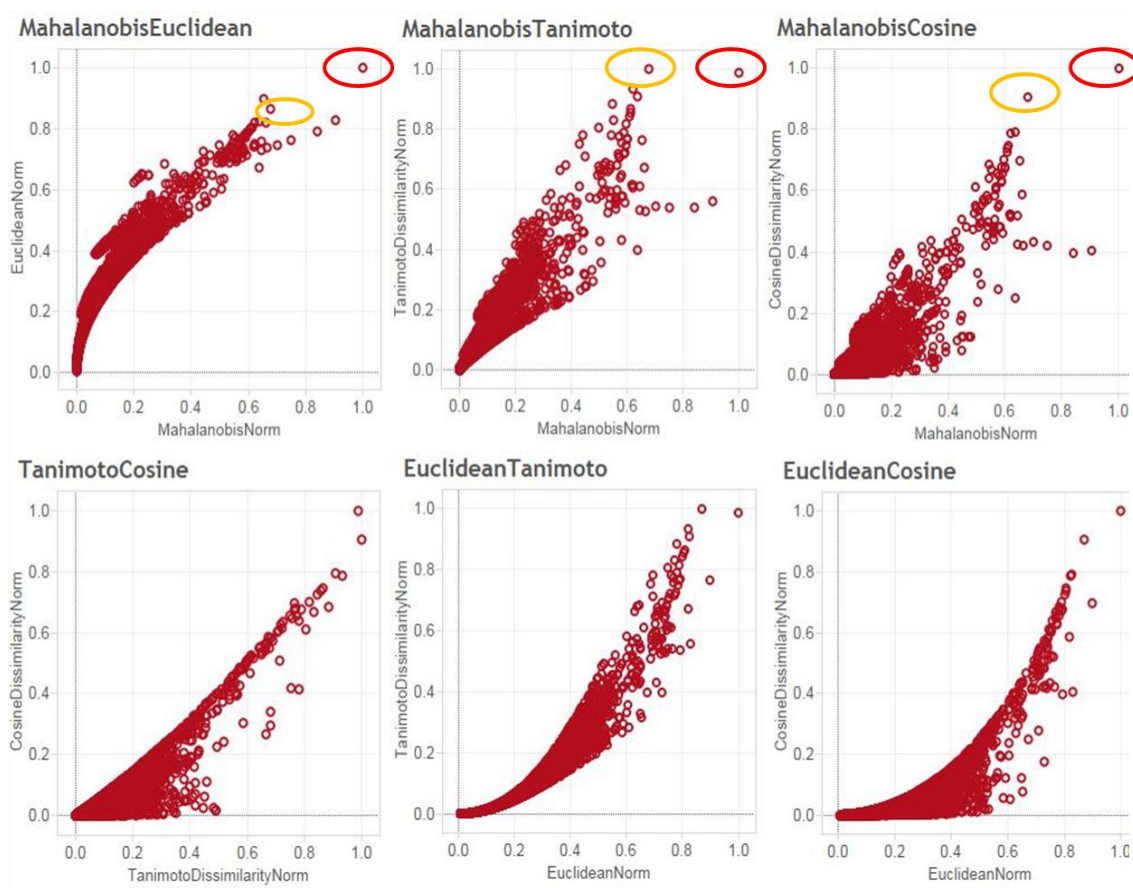 MahalanobisEuclidean
EuclideanNorm
1.0
0.8
0.6
0.4
0.2
0.0
0.0 0.2 0.4 0.6 0.8 1.0
MahalanobisNorm
MahalanobisTanimoto
TanimotoDissimilarityNorm
1.0
0.8
0.6
0.4
0.2
0.0
0.0 0.2 0.4 0.6 0.8 1.0
MahalanobisNorm
MahalanobisCosine
CosineDissimilarityNorm
1.0
0.8
0.6
0.4
0.2
0.0
0.0 0.2 0.4 0.6 0.8 1.0
MahalanobisNorm
TanimotoCosine
CosineDissimilarityNorm
1.0
0.8
0.6
0.4
0.2
0.0
0.0 0.2 0.4 0.6 0.8 1.0
TanimotoDissimilarityNorm
EuclideanTanimoto
TanimotoDissimilarityNorm
1.0
0.8
0.6
0.4
0.2
0.0
0.0 0.2 0.4 0.6 0.8 1.0
EuclideanNorm
EuclideanCosine
CosineDissimilarityNorm
1.0
0.8
0.6
0.4
0.2
0.0
0.0 0.2 0.4 0.6 0.8 1.0
EuclideanNorm